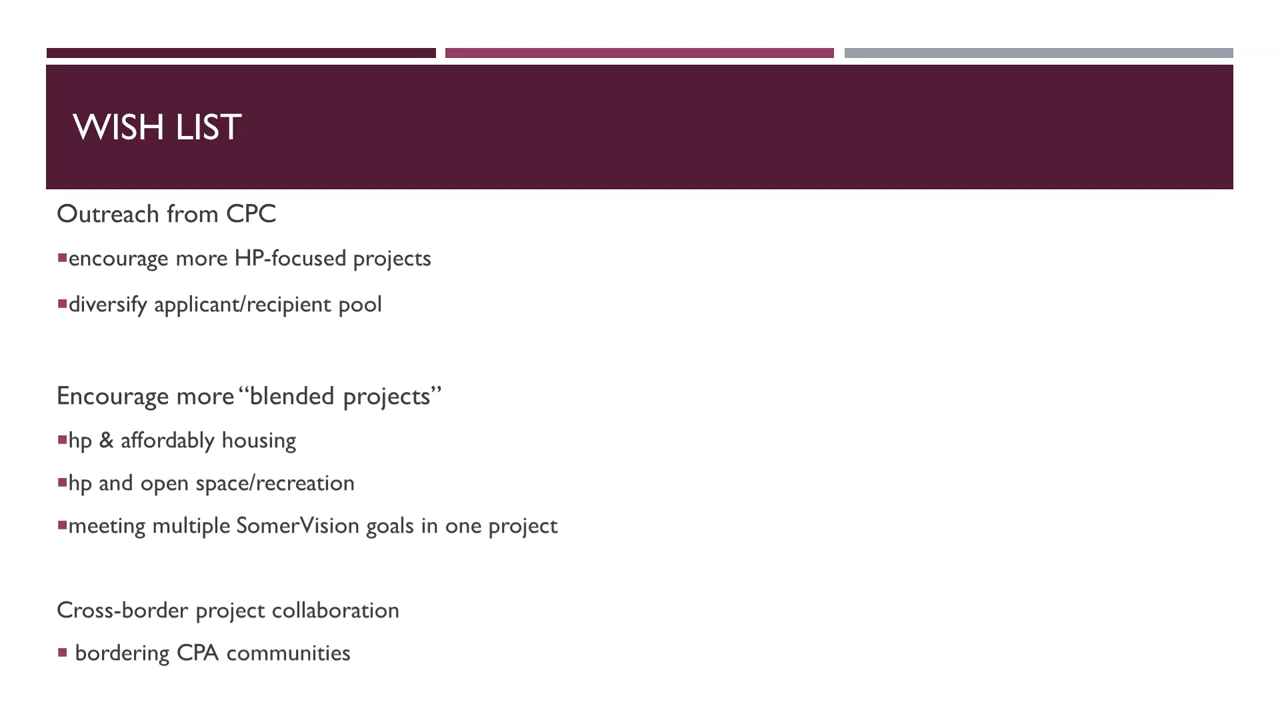 WISH LIST
Outreach from CPC
▪encourage more HP-focused projects
▪diversify applicant/recipient pool
Encourage more “blended projects”
▪hp & affordably housing
▪hp and open space/recreation
▪meeting multiple SomerVision goals in one project
Cross-border project collaboration
▪ bordering CPA communities